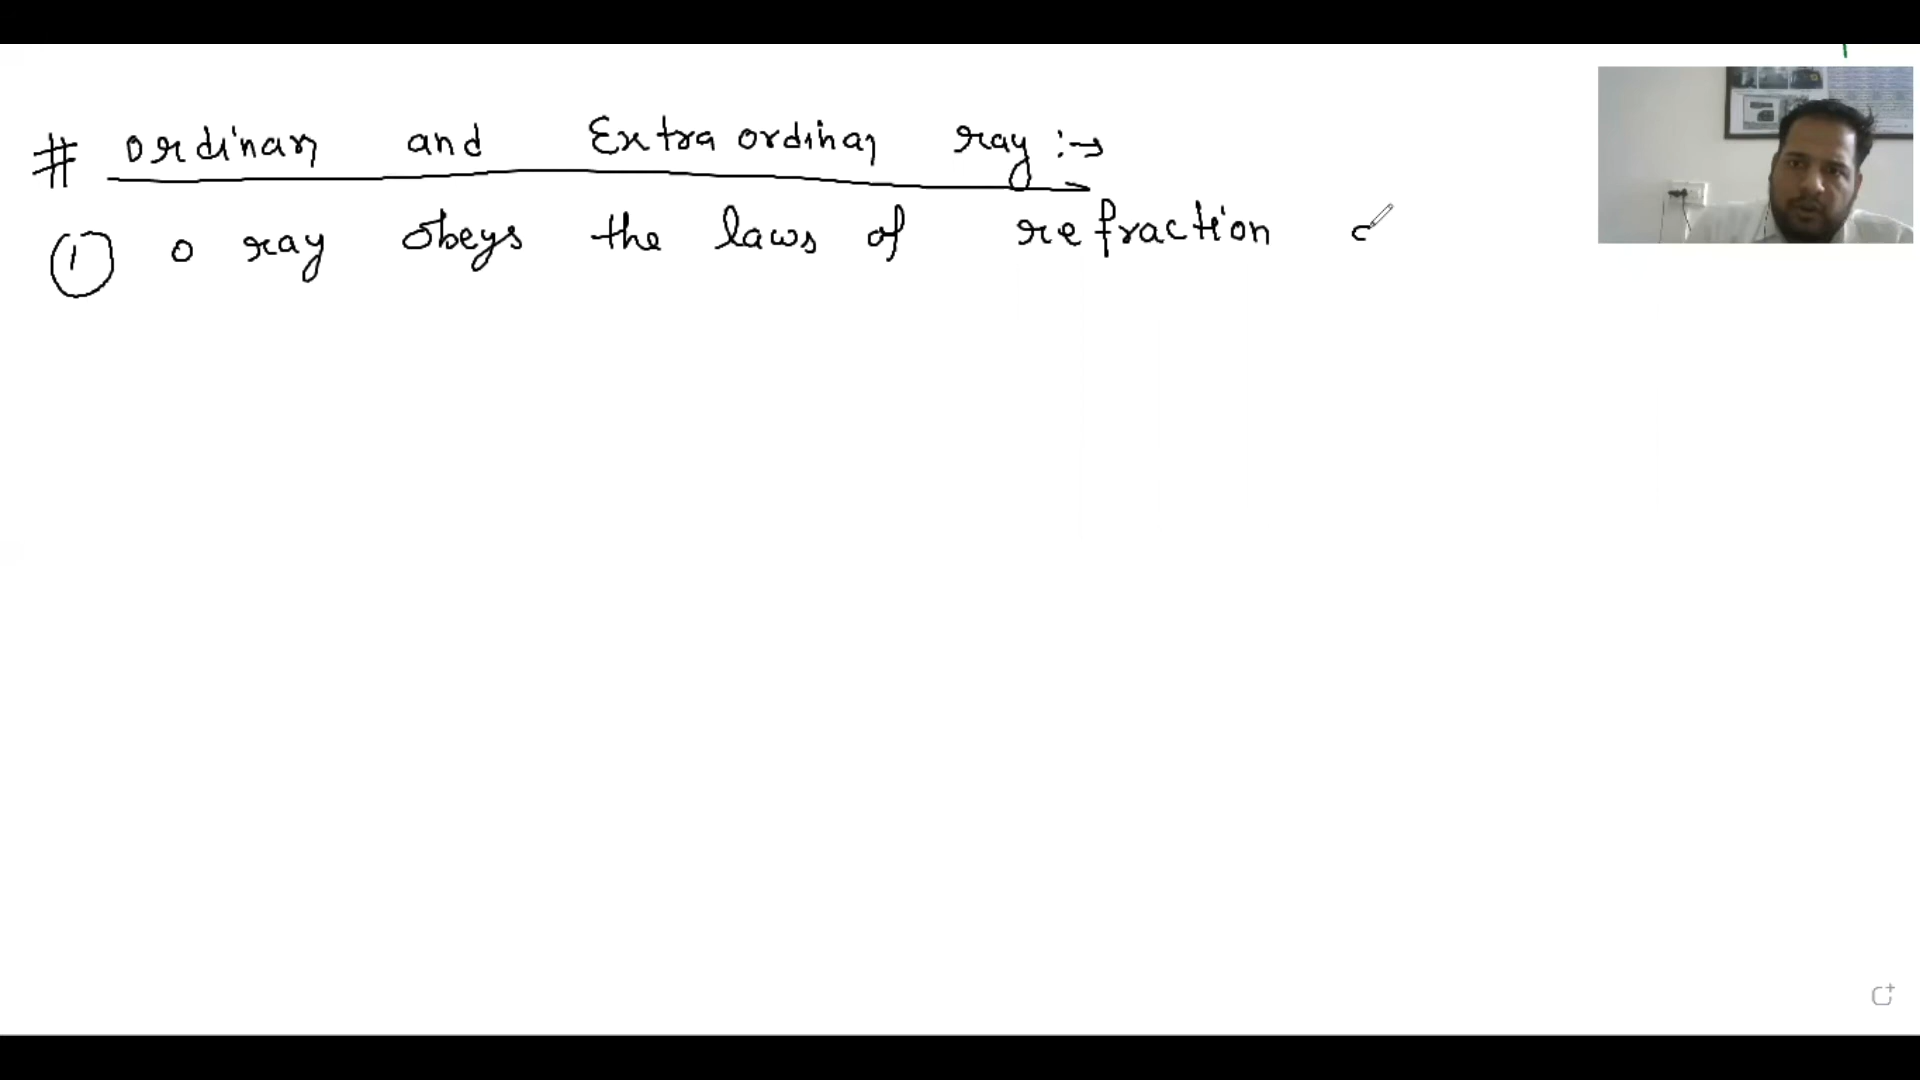 # ordinary and Extra ordinary ray :→
① o ray obeys the laws of refraction